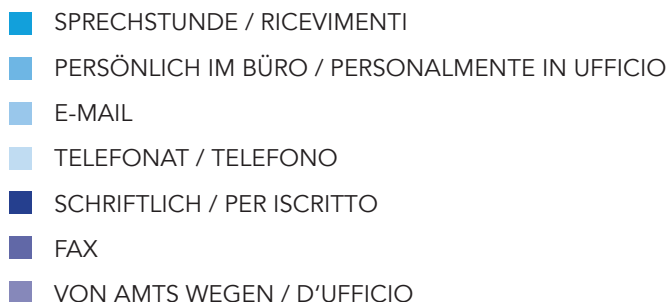 SPRECHSTUNDE / RICEVIMENTI
PERSÖNLICH IM BÜRO / PERSONALMENTE IN UFFICIO
E-MAIL
TELEFONAT / TELEFONO
SCHRIFTLICH / PER ISCRITTO
FAX
VON AMTS WEGEN / D‘UFFICIO